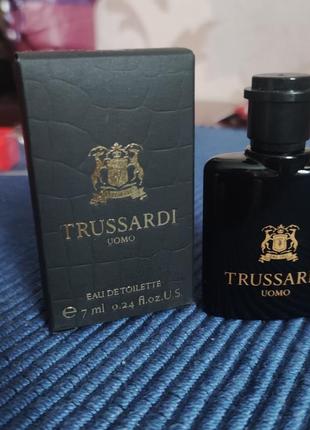 TRUSSARDI
UOMO
EAU DE TOILETTE
e 7 ml 0.24 fl.oz.U.S.
TRUSSARDI
UOMO